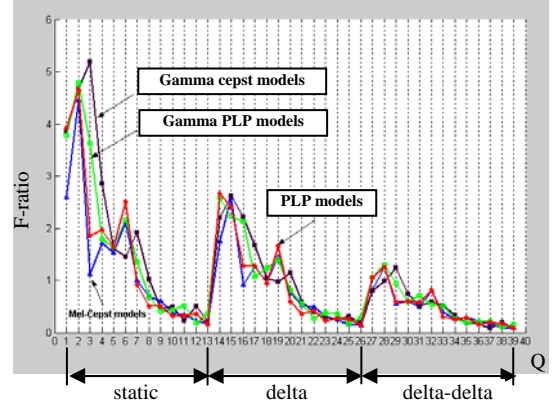 F-ratio
6
5
4
3
2
1
0
Gamma cepst models
Gamma PLP models
PLP models
Mel-Cepst models
0 1 2 3 4 5 6 7 8 9 10 11 12 13 14 15 16 17 18 19 20 21 22 23 24 25 26 27 28 29 30 31 32 33 34 35 36 37 38 39 40
Q
static delta delta-delta